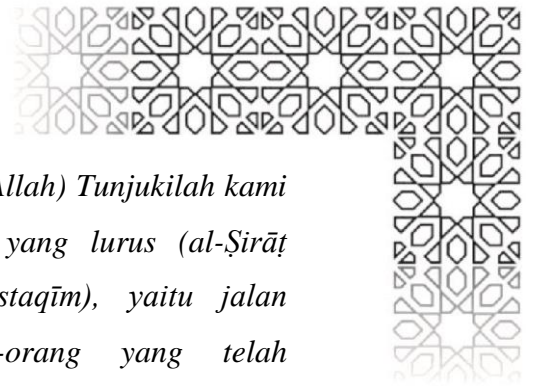 Allah) Tunjukilah kami
yang lurus (al-Ṣirāṭ
staqīm), yaitu jalan
-orang yang telah